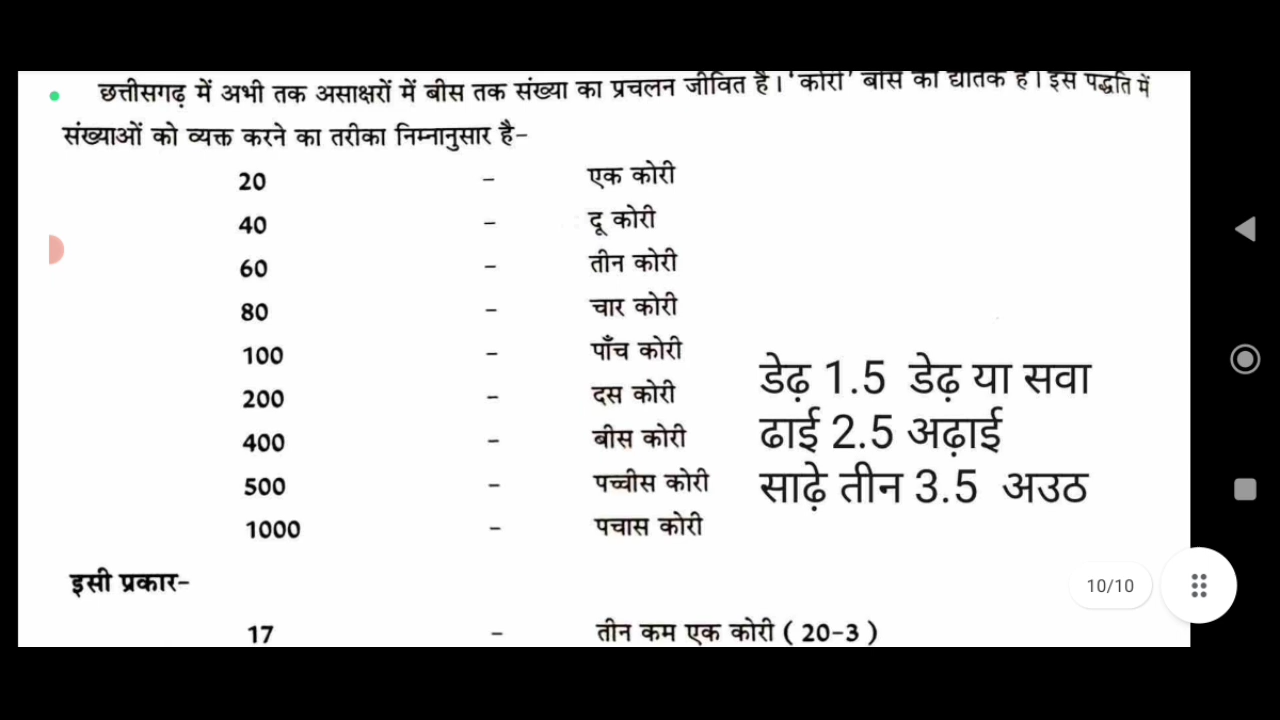 छत्तीसगढ़ में अभी तक असाक्षरों में बीस तक संख्या का प्रचलन जीवित है। 'कोरी' बीस का द्योतक है। इस पद्धति में
संख्याओं को व्यक्त करने का तरीका निम्नानुसार है-
20 - एक कोरी
40 - दू कोरी
60 - तीन कोरी
80 - चार कोरी
100 - पाँच कोरी
200 - दस कोरी
400 - बीस कोरी
500 - पच्चीस कोरी
1000 - पचास कोरी
डेढ़ 1.5 डेढ़ या सवा
ढाई 2.5 अढ़ाई
साढ़े तीन 3.5 अउठ
इसी प्रकार-
17 - तीन कम एक कोरी ( 20-3 )
10/10